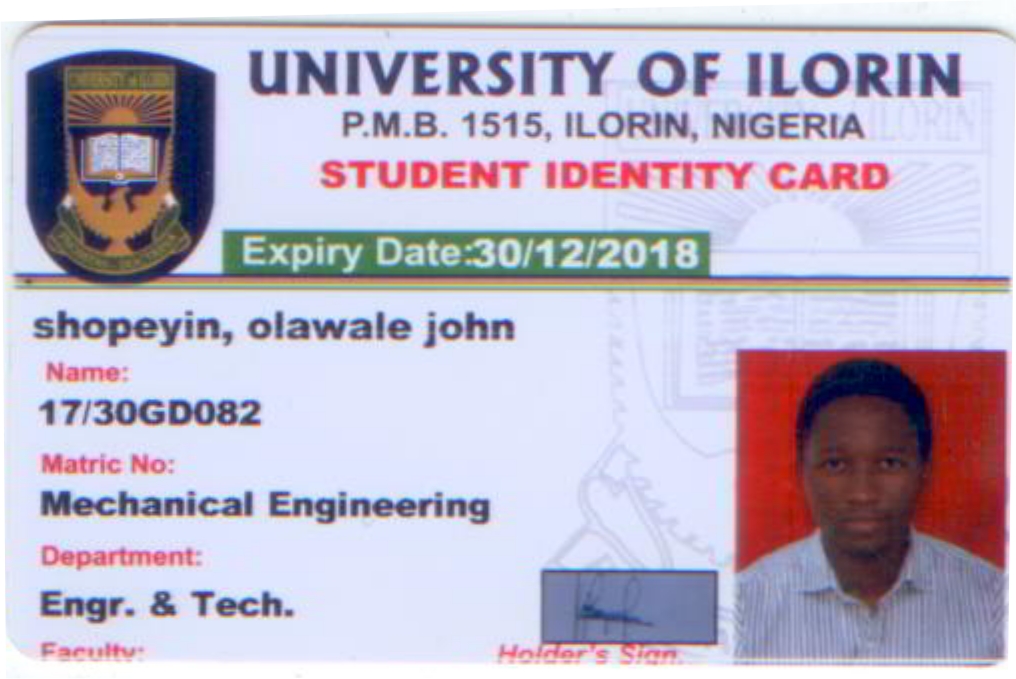 UNIVERSITY OF ILORIN
P.M.B. 1515, ILORIN, NIGERIA
STUDENT IDENTITY CARD
Expiry Date:30/12/2018
shopeyin, olawale john
Name:
17/30GD082
Matric No:
Mechanical Engineering
Department:
Engr. & Tech.
Faculty:
Holder's Sign.